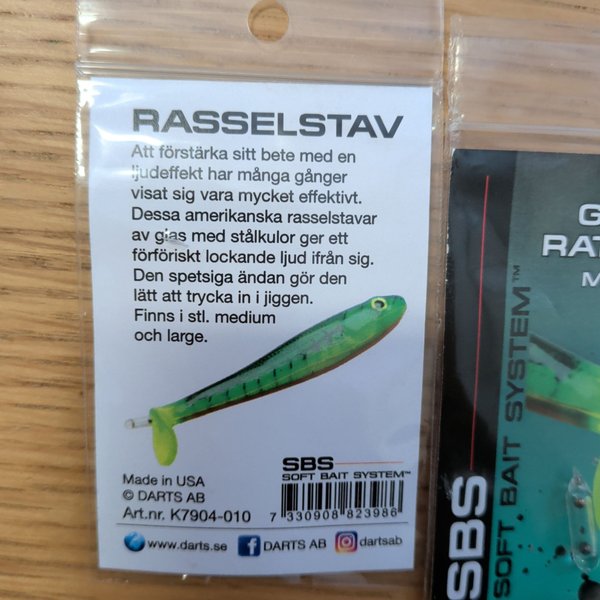 RASSELSTAV
Att förstärka sitt bete med en
ljudeffekt har många gånger
visat sig vara mycket effektivt.
Dessa amerikanska rasselstavar
av glas med stålkulor ger ett
förföriskt lockande ljud ifrån sig.
Den spetsiga ändan gör den
lätt att trycka in i jiggen.
Finns i stl. medium
och large.
SBS
SOFT BAIT SYSTEM™
Made in USA
© DARTS AB
Art.nr. K7904-010
7 330908 823986
www.darts.se DARTS AB dartsab
SBS
SOFT BAIT SYSTEM™